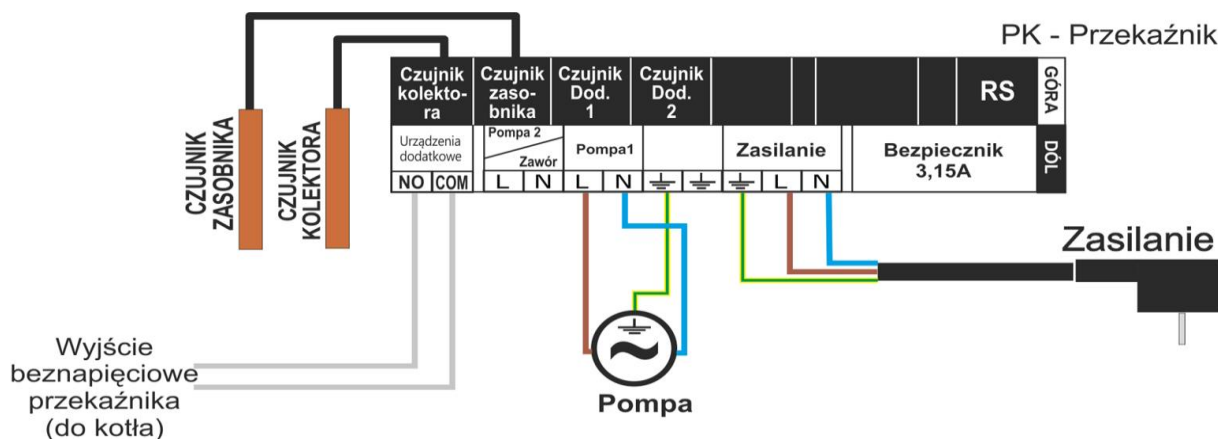 PK - Przekaźnik
Czujnik
kolekto-
ra
Czujnik
zaso-
bnika
Czujnik
Dod.
1
Czujnik
Dod.
2
RS
GÓRA
Urządzenia
dodatkowe
Pompa 2
Zawór
Pompa1
Zasilanie
Bezpiecznik
3,15A
DÓL
NO COM L N L N L N
CZUJNIK
ZASOBNIKA
CZUJNIK
KOLEKTORA
Zasilanie
Wyjście
beznapięciowe
przekaźnika
(do kotła)
Pompa